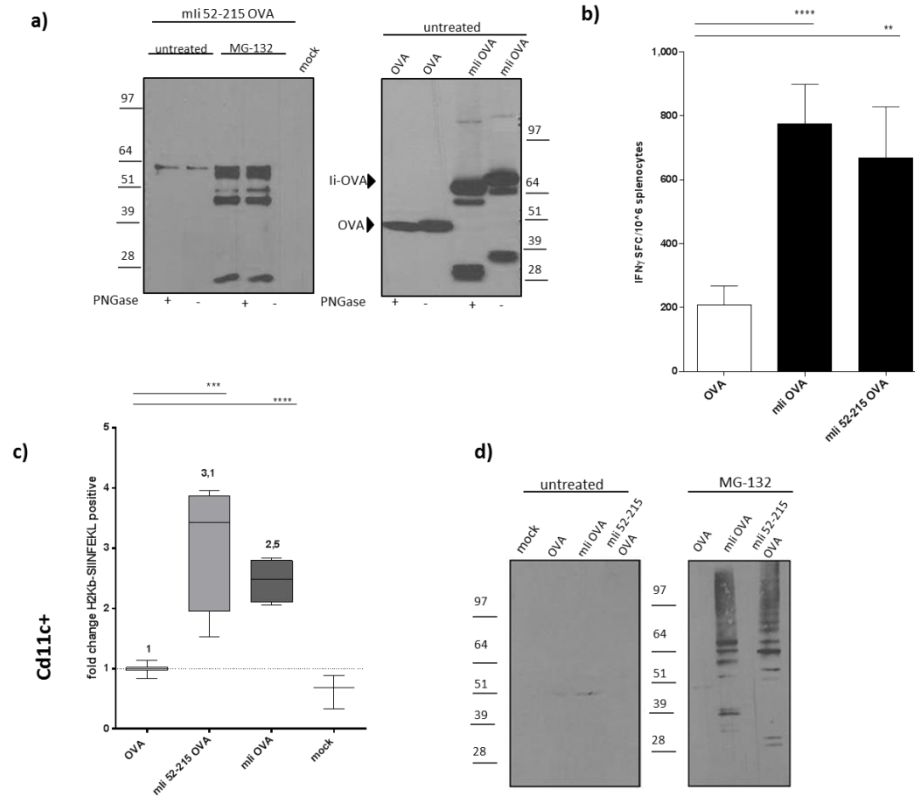 a)
mIi 52-215 OVA
untreated MG-132
mock
97
64
51
39
28
PNGase + - + -
untreated
OVA OVA mIi OVA mIi OVA
Ii-OVA
OVA
97
64
51
39
28
PNGase + - + -
b)
****
**
1,000
800
600
400
200
0
IFNγ SFC/10^6 splenocytes
OVA
mIi OVA
mIi 52-215 OVA
c)
***
****
Cd11c+
fold change H2Kb-SIINFEKL positive
5
4
3
2
1
0
1
3,1
2,5
OVA
mIi 52-215 OVA
mIi OVA
mock
d)
untreated
mock
OVA
mIi OVA
mIi 52-215
OVA
97
64
51
39
28
MG-132
OVA
mIi OVA
mIi 52-215
OVA
97
64
51
39
28